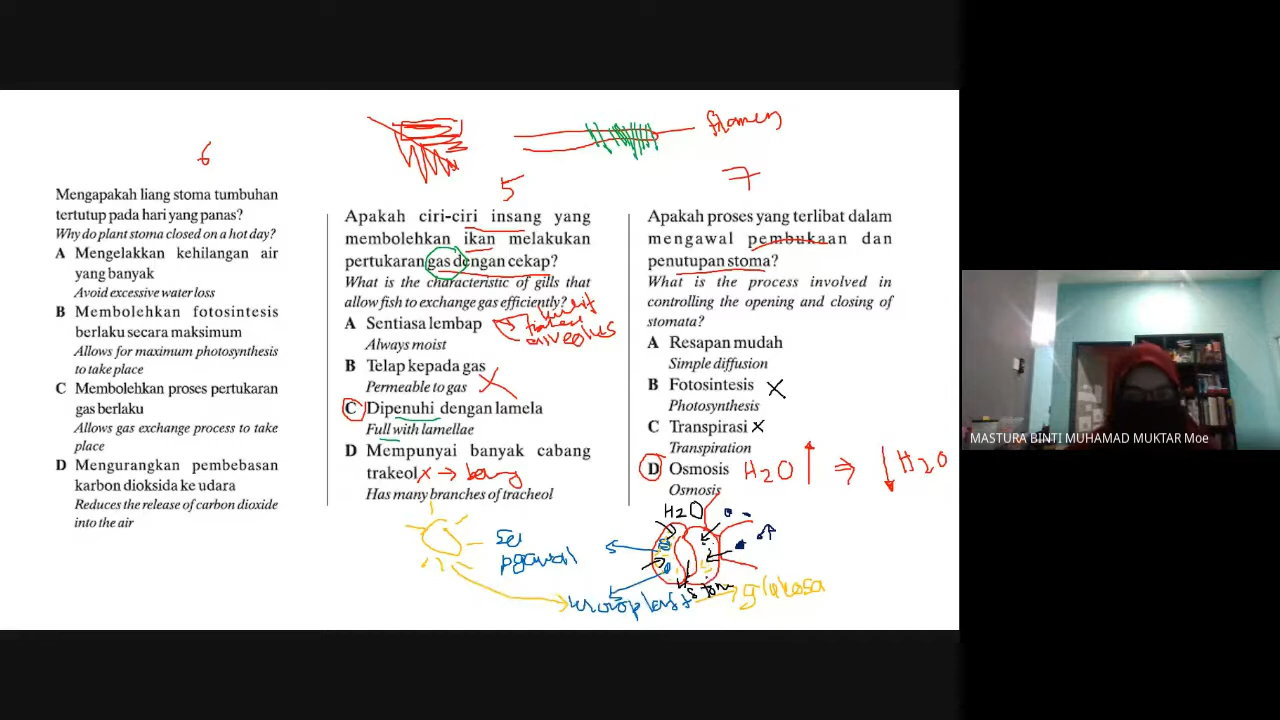 6
Mengapakah liang stoma tumbuhan
tertutup pada hari yang panas?
Why do plant stoma closed on a hot day?
A Mengelakkan kehilangan air
yang banyak
Avoid excessive water loss
B Membolehkan fotosintesis
berlaku secara maksimum
Allows for maximum photosynthesis
to take place
C Membolehkan proses pertukaran
gas berlaku
Allows gas exchange process to take
place
D Mengurangkan pembebasan
karbon dioksida ke udara
Reduces the release of carbon dioxide
into the air
5
Apakah ciri-ciri insang yang
membolehkan ikan melakukan
pertukaran gas dengan cekap?
What is the characteristic of gills that
allow fish to exchange gas efficiently?
A Sentiasa lembap
Always moist
B Telap kepada gas
Permeable to gas
C Dipenuhi dengan lamela
Full with lamellae
D Mempunyai banyak cabang
trakeol
Has many branches of tracheol
7
Apakah proses yang terlibat dalam
mengawal pembukaan dan
penutupan stoma?
What is the process involved in
controlling the opening and closing of
stomata?
A Resapan mudah
Simple diffusion
B Fotosintesis
Photosynthesis
C Transpirasi
Transpiration
D Osmosis H2O ↑ ⇒ ↓ H2O
Osmosis
H2O
Sel
glukosa
MASTURA BINTI MUHAMAD MUKTAR Moe